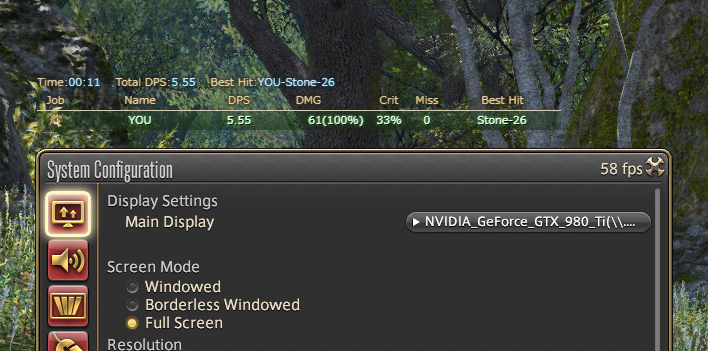 Time:00:11 Total DPS:5.55 Best Hit:YOU-Stone-26
Job Name DPS DMG Crit Miss Best Hit
YOU 5.55 61(100%) 33% 0 Stone-26
System Configuration 58 fps
Display Settings
Main Display NVIDIA_GeForce_GTX_980_Ti(\\....
Screen Mode
Windowed
Borderless Windowed
Full Screen
Resolution